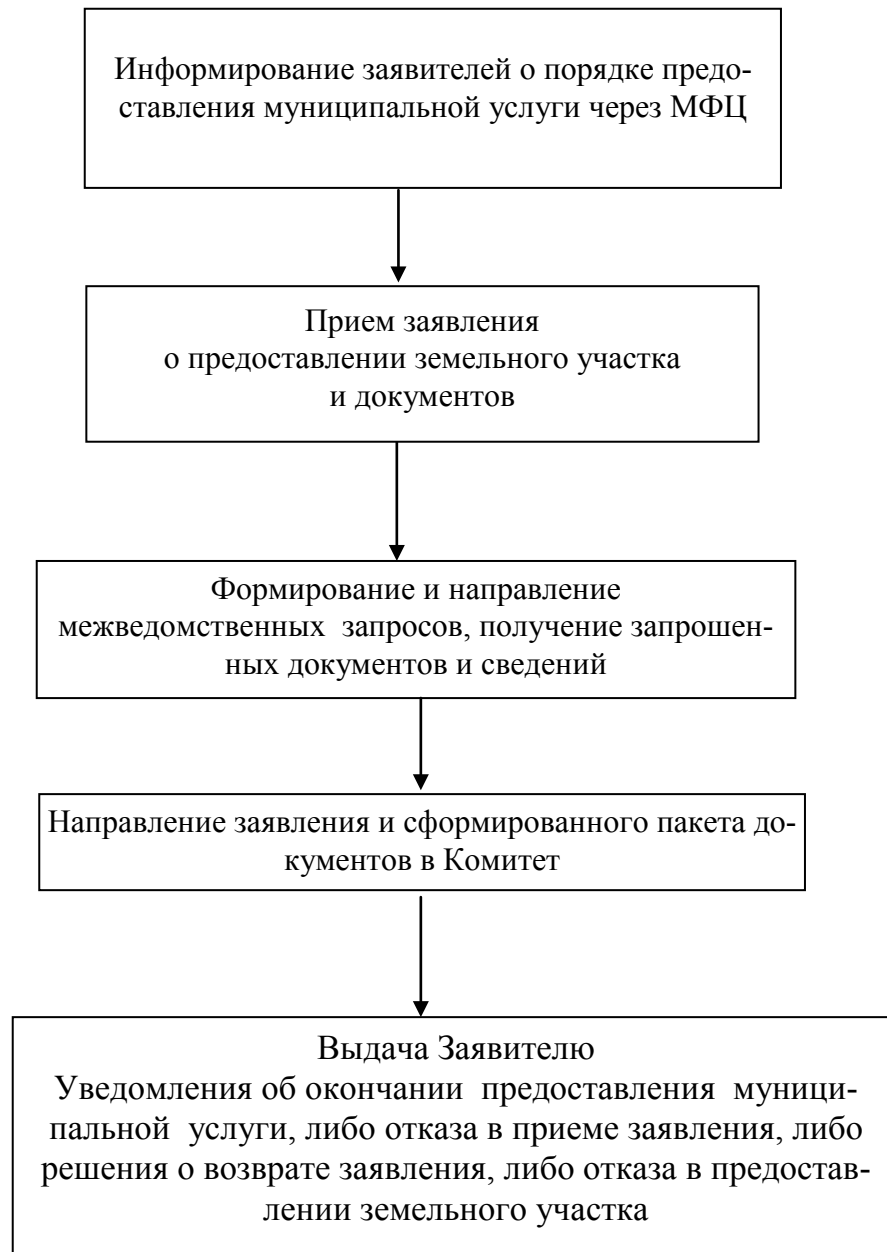 Информирование заявителей о порядке предо-
ставления муниципальной услуги через МФЦ
Прием заявления
о предоставлении земельного участка
и документов
Формирование и направление
межведомственных запросов, получение запрошен-
ных документов и сведений
Направление заявления и сформированного пакета до-
кументов в Комитет
Выдача Заявителю
Уведомления об окончании предоставления муници-
пальной услуги, либо отказа в приеме заявления, либо
решения о возврате заявления, либо отказа в предостав-
лении земельного участка